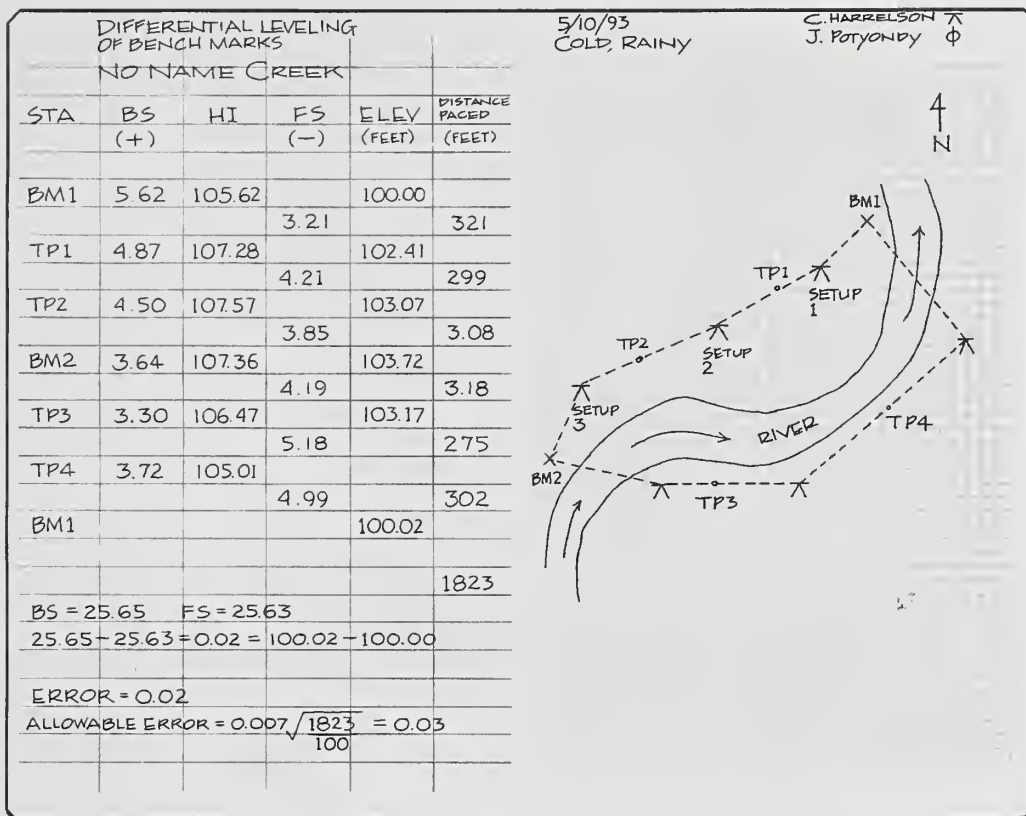 DIFFERENTIAL LEVELING
OF BENCH MARKS
NO NAME CREEK
5/10/93
COLD, RAINY
C. HARRELSON
J. POTYONDY
STA BS HI FS ELEV DISTANCE PACED
(+) (-) (FEET) (FEET)
BM1 5.62 105.62 100.00
3.21 321
TP1 4.87 107.28 102.41
4.21 299
TP2 4.50 107.57 103.07
3.85 3.08
BM2 3.64 107.36 103.72
4.19 3.18
TP3 3.30 106.47 103.17
5.18 275
TP4 3.72 105.01
4.99 302
BM1 100.02
1823
BS = 25.65 FS = 25.63
25.65 - 25.63 = 0.02 = 100.02 - 100.00
ERROR = 0.02
ALLOWABLE ERROR = 0.007 √1823/100 = 0.03
4
N
BM1
TP1
SETUP
1
TP2
SETUP
2
SETUP
3
RIVER
TP4
BM2
TP3